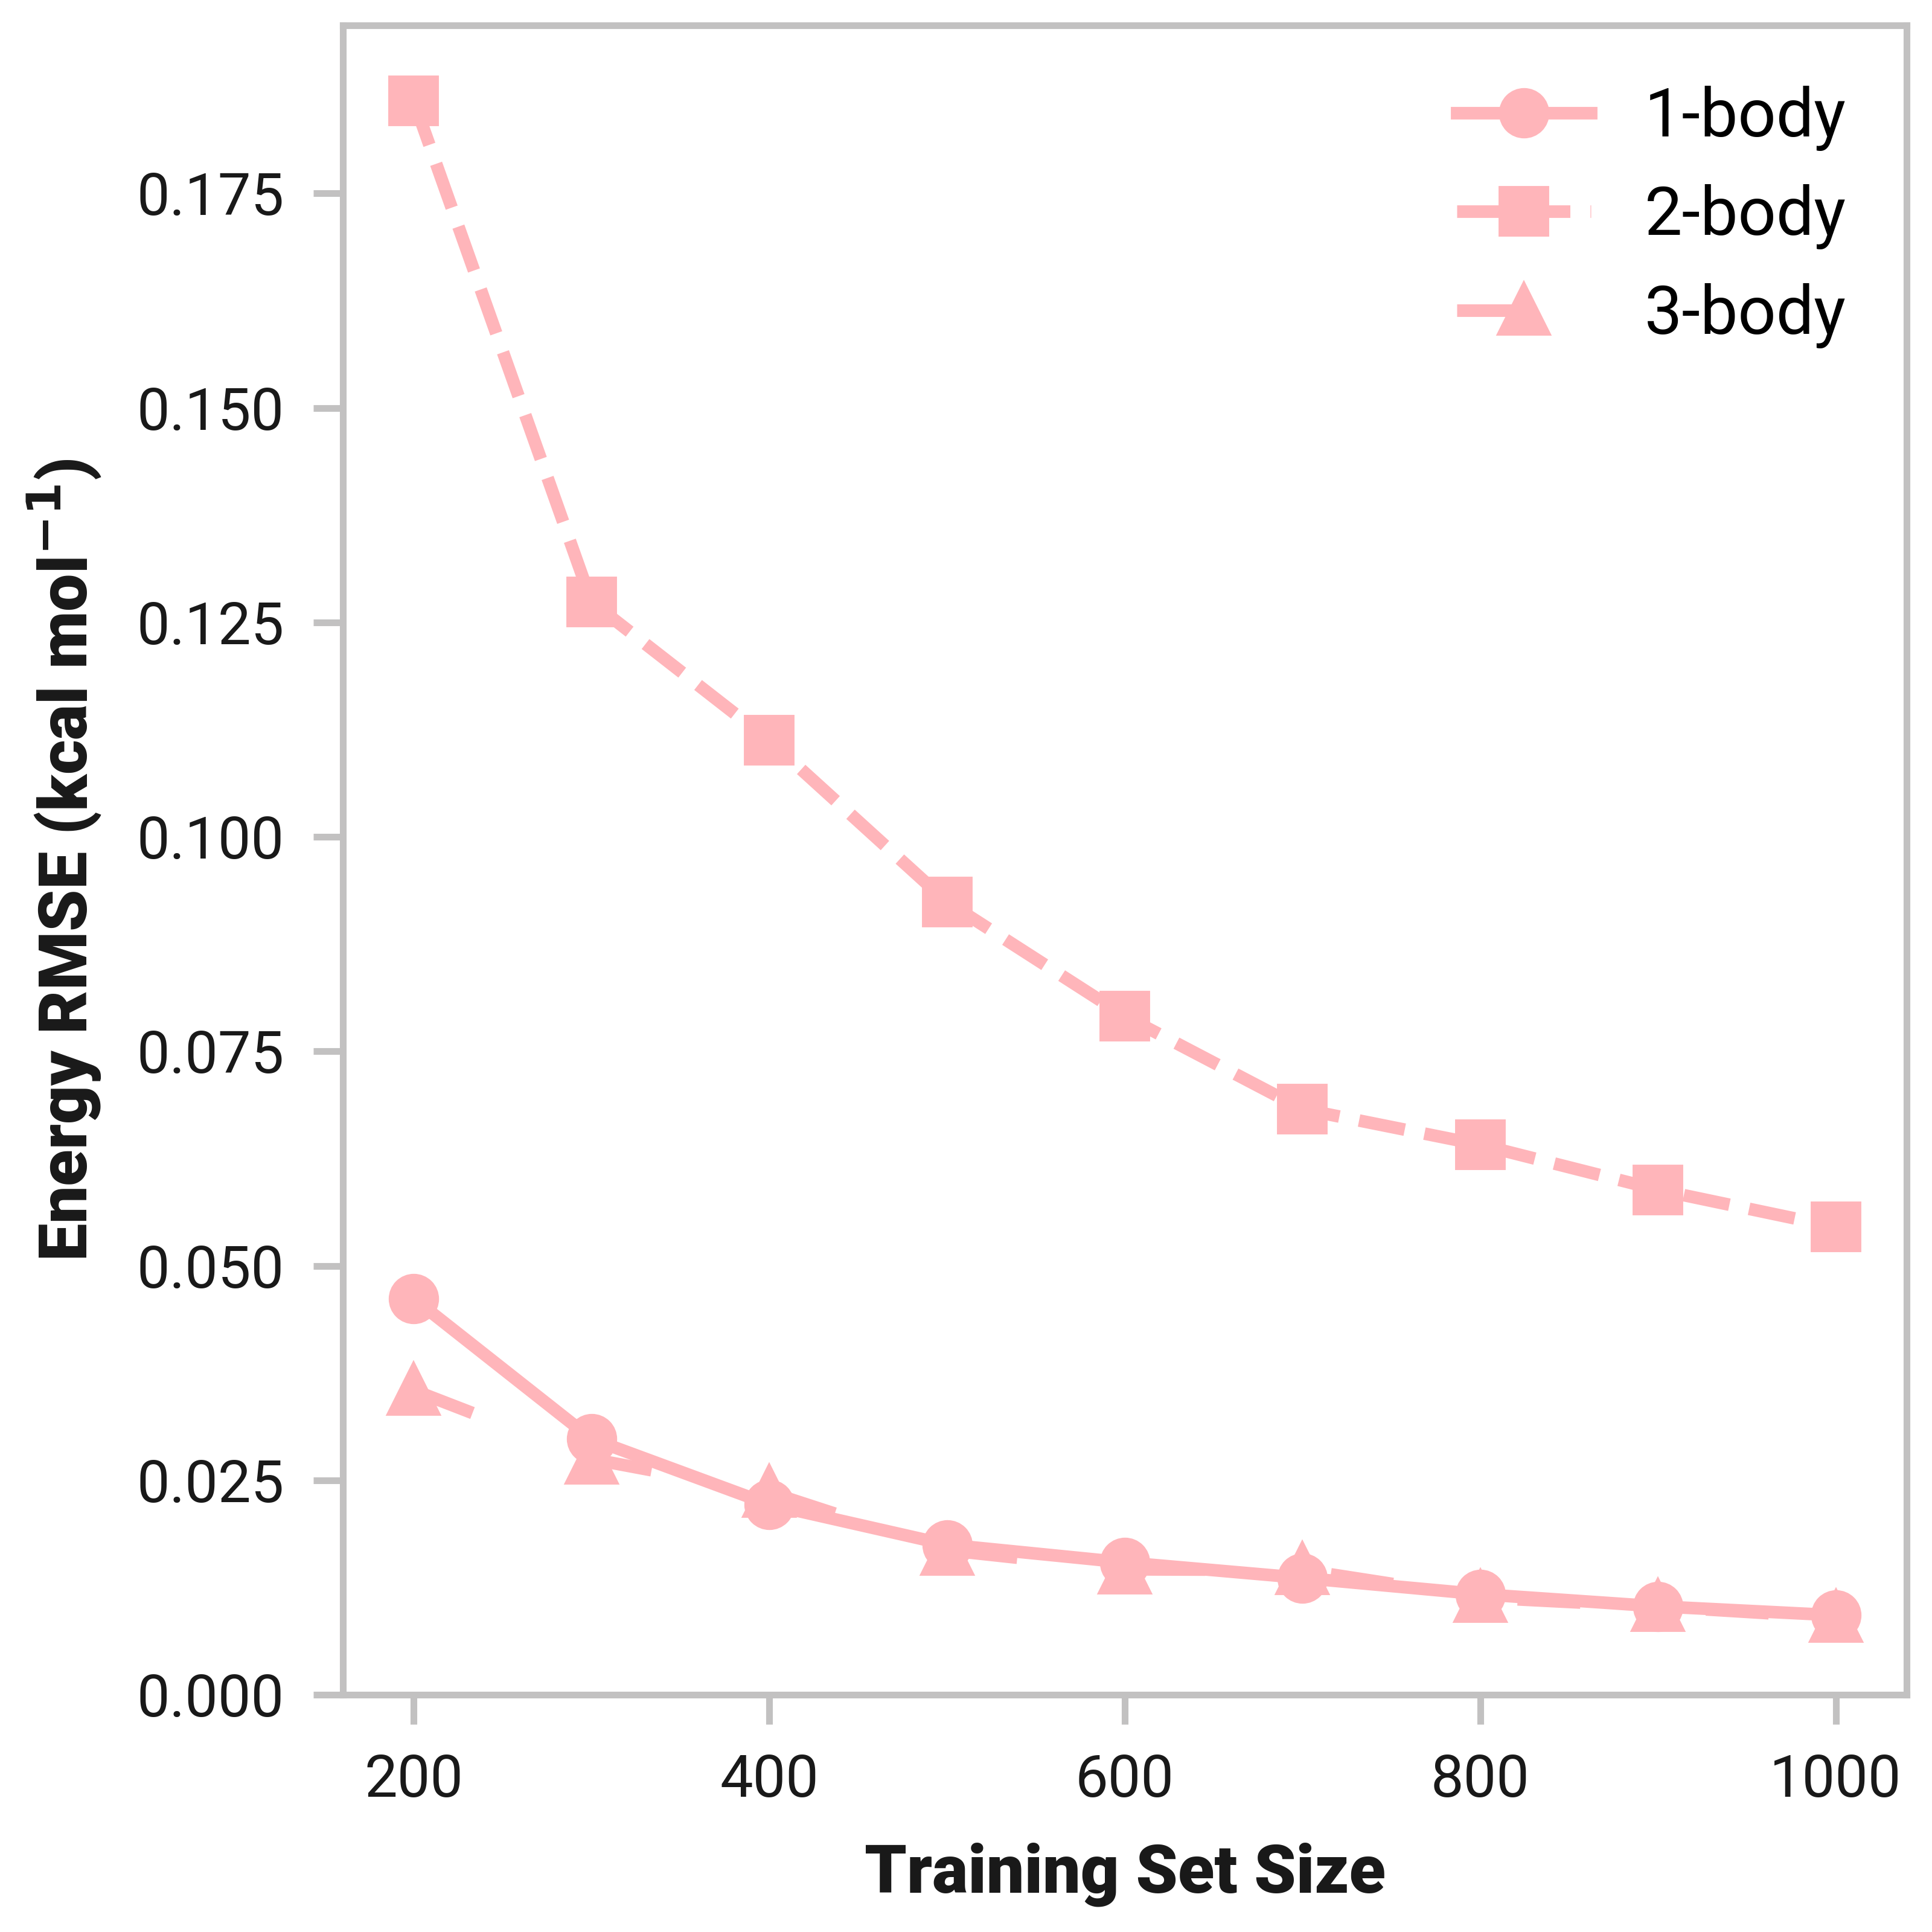 1-body
2-body
3-body
0.175
0.150
0.125
0.100
0.075
0.050
0.025
0.000
Energy RMSE (kcal mol⁻¹)
200 400 600 800 1000
Training Set Size